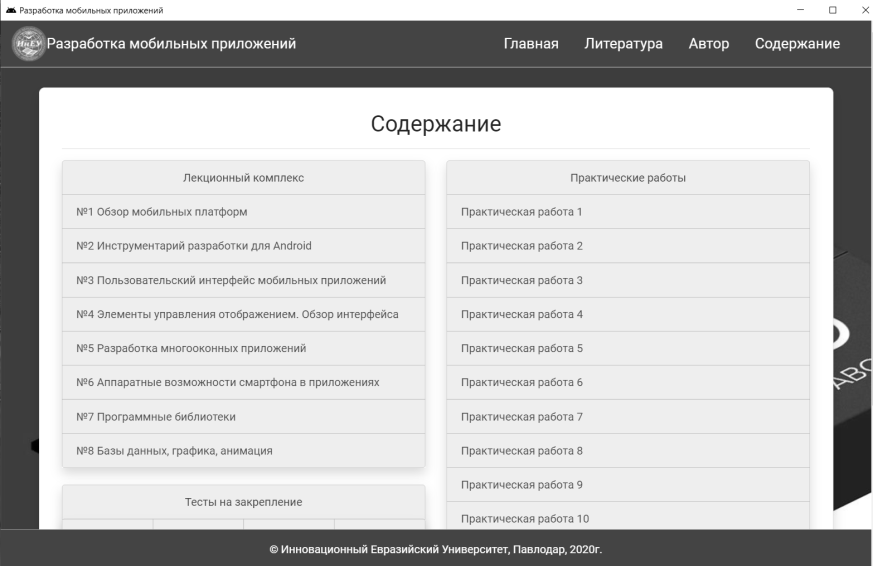 Разработка мобильных приложений
ИнЕУ
Разработка мобильных приложений
Главная
Литература
Автор
Содержание
Содержание
Лекционный комплекс
№1 Обзор мобильных платформ
№2 Инструментарий разработки для Android
№3 Пользовательский интерфейс мобильных приложений
№4 Элементы управления отображением. Обзор интерфейса
№5 Разработка многооконных приложений
№6 Аппаратные возможности смартфона в приложениях
№7 Программные библиотеки
№8 Базы данных, графика, анимация
Тесты на закрепление
Практические работы
Практическая работа 1
Практическая работа 2
Практическая работа 3
Практическая работа 4
Практическая работа 5
Практическая работа 6
Практическая работа 7
Практическая работа 8
Практическая работа 9
Практическая работа 10
© Инновационный Евразийский Университет, Павлодар, 2020г.